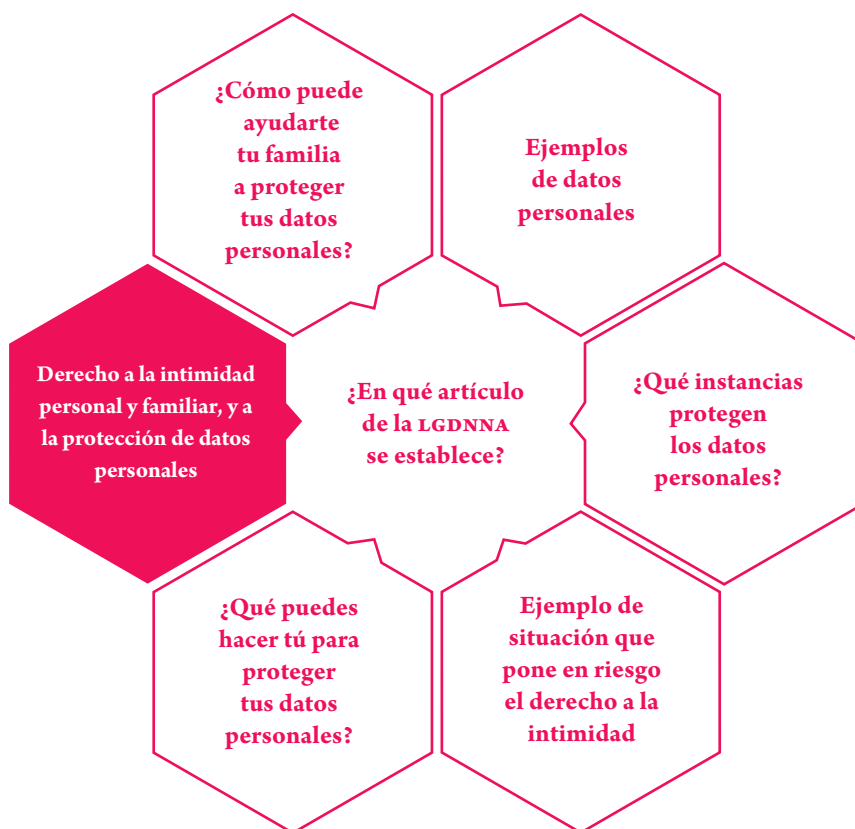 ¿Cómo puede
ayudarte
tu familia
a proteger
tus datos
personales?
Ejemplos
de datos
personales
Derecho a la intimidad
personal y familiar, y a
la protección de datos
personales
¿En qué artículo
de la LGDNNA
se establece?
¿Qué instancias
protegen
los datos
personales?
¿Qué puedes
hacer tú para
proteger
tus datos
personales?
Ejemplo de
situación que
pone en riesgo
el derecho a la
intimidad